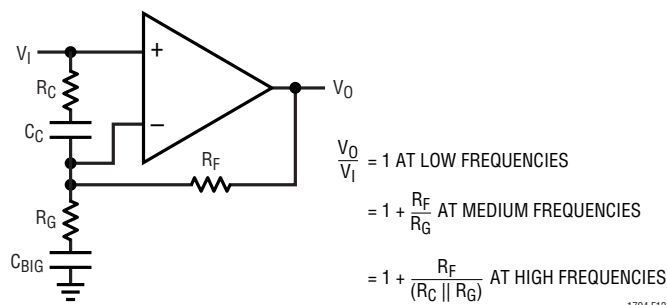 V_I
R_C
C_C
+
−
V_O
R_F
R_G
C_BIG
V_O
V_I
= 1 AT LOW FREQUENCIES
= 1 + R_F/R_G AT MEDIUM FREQUENCIES
= 1 + R_F/(R_C || R_G) AT HIGH FREQUENCIES